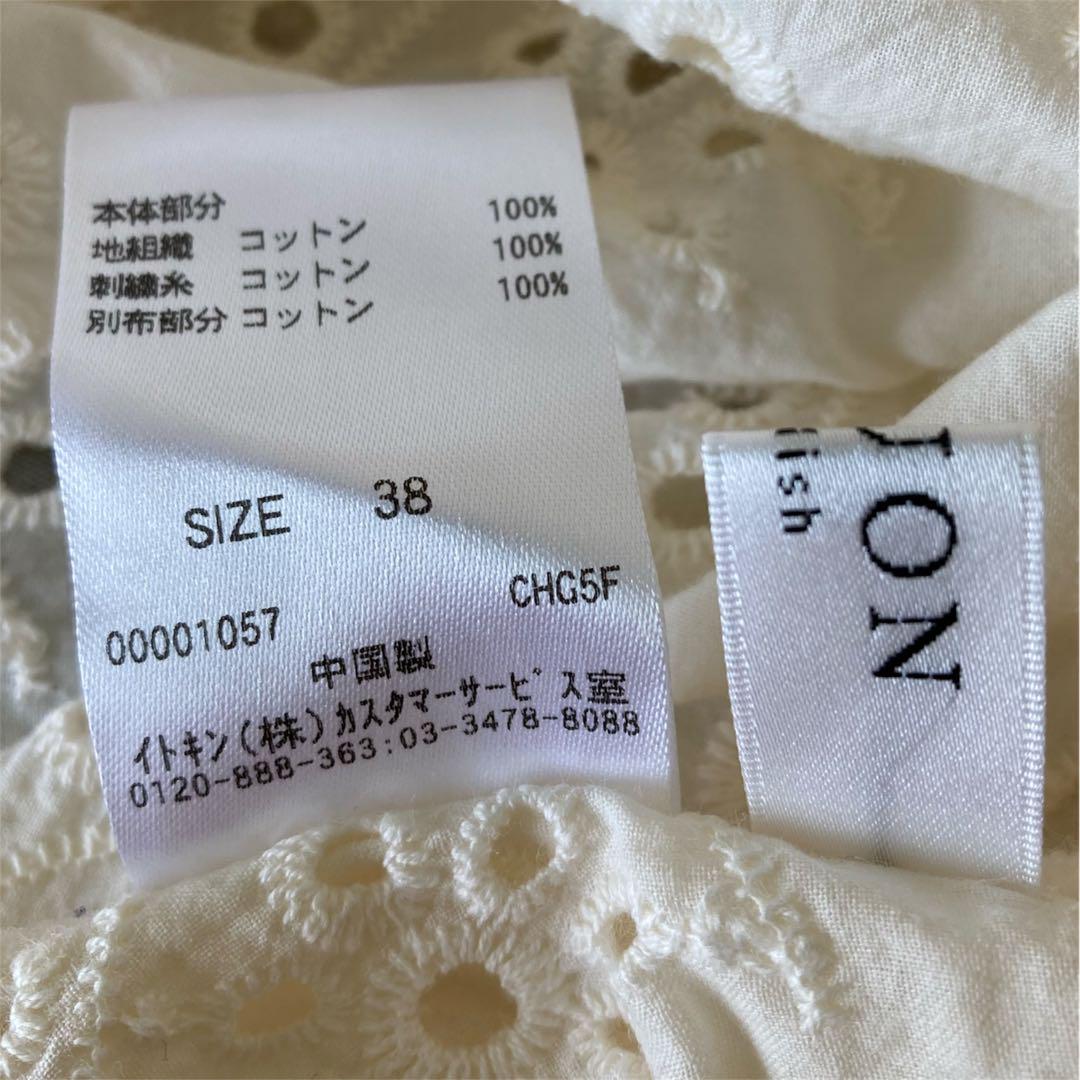 本体部分
地組織 コットン 100%
刺繍糸 コットン 100%
別布部分 コットン 100%
SIZE 38
00001057 CHG5F
中国製
イトキン(株)カスタマーサービス室
0120-888-363:03-3478-8088
ION
ish